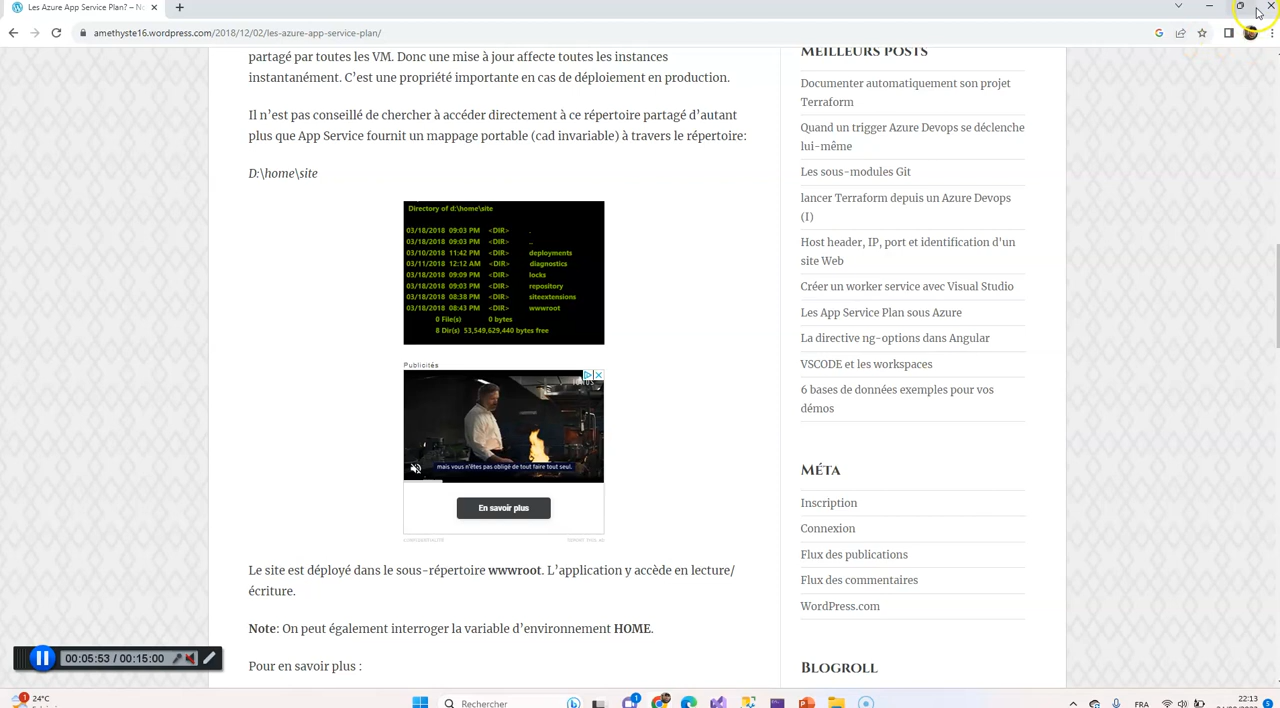 Les Azure App Service Plan? – No
amethyste16.wordpress.com/2018/12/02/les-azure-app-service-plan/
partagé par toutes les VM. Donc une mise à jour affecte toutes les instances
instantanément. C’est une propriété importante en cas de déploiement en production.
Il n’est pas conseillé de chercher à accéder directement à ce répertoire partagé d’autant
plus que App Service fournit un mappage portable (cad invariable) à travers le répertoire:
D:\home\site
Directory of d:\home\site
03/18/2018 09:03 PM <DIR> .
03/18/2018 09:03 PM <DIR> ..
03/10/2018 11:42 PM <DIR> deployments
03/11/2018 12:12 AM <DIR> diagnostics
03/18/2018 09:09 PM <DIR> locks
03/18/2018 09:03 PM <DIR> repository
03/18/2018 08:38 PM <DIR> siteextensions
03/18/2018 08:43 PM <DIR> wwwroot
0 File(s) 0 bytes
8 Dir(s) 53,549,629,440 bytes free
Publicités
mais vous n'êtes pas obligé de tout faire tout seul.
En savoir plus
Le site est déployé dans le sous-répertoire wwwroot. L’application y accède en lecture/
écriture.
Note: On peut également interroger la variable d’environnement HOME.
Pour en savoir plus :
MEILLEURS POSTS
Documenter automatiquement son projet
Terraform
Quand un trigger Azure Devops se déclenche
lui-même
Les sous-modules Git
lancer Terraform depuis un Azure Devops
(I)
Host header, IP, port et identification d'un
site Web
Créer un worker service avec Visual Studio
Les App Service Plan sous Azure
La directive ng-options dans Angular
VSCODE et les workspaces
6 bases de données exemples pour vos
démos
MÉTA
Inscription
Connexion
Flux des publications
Flux des commentaires
WordPress.com
BLOGROLL
00:05:53 / 00:15:00
1
24°C
Rechercher
1
FRA
22:13
5